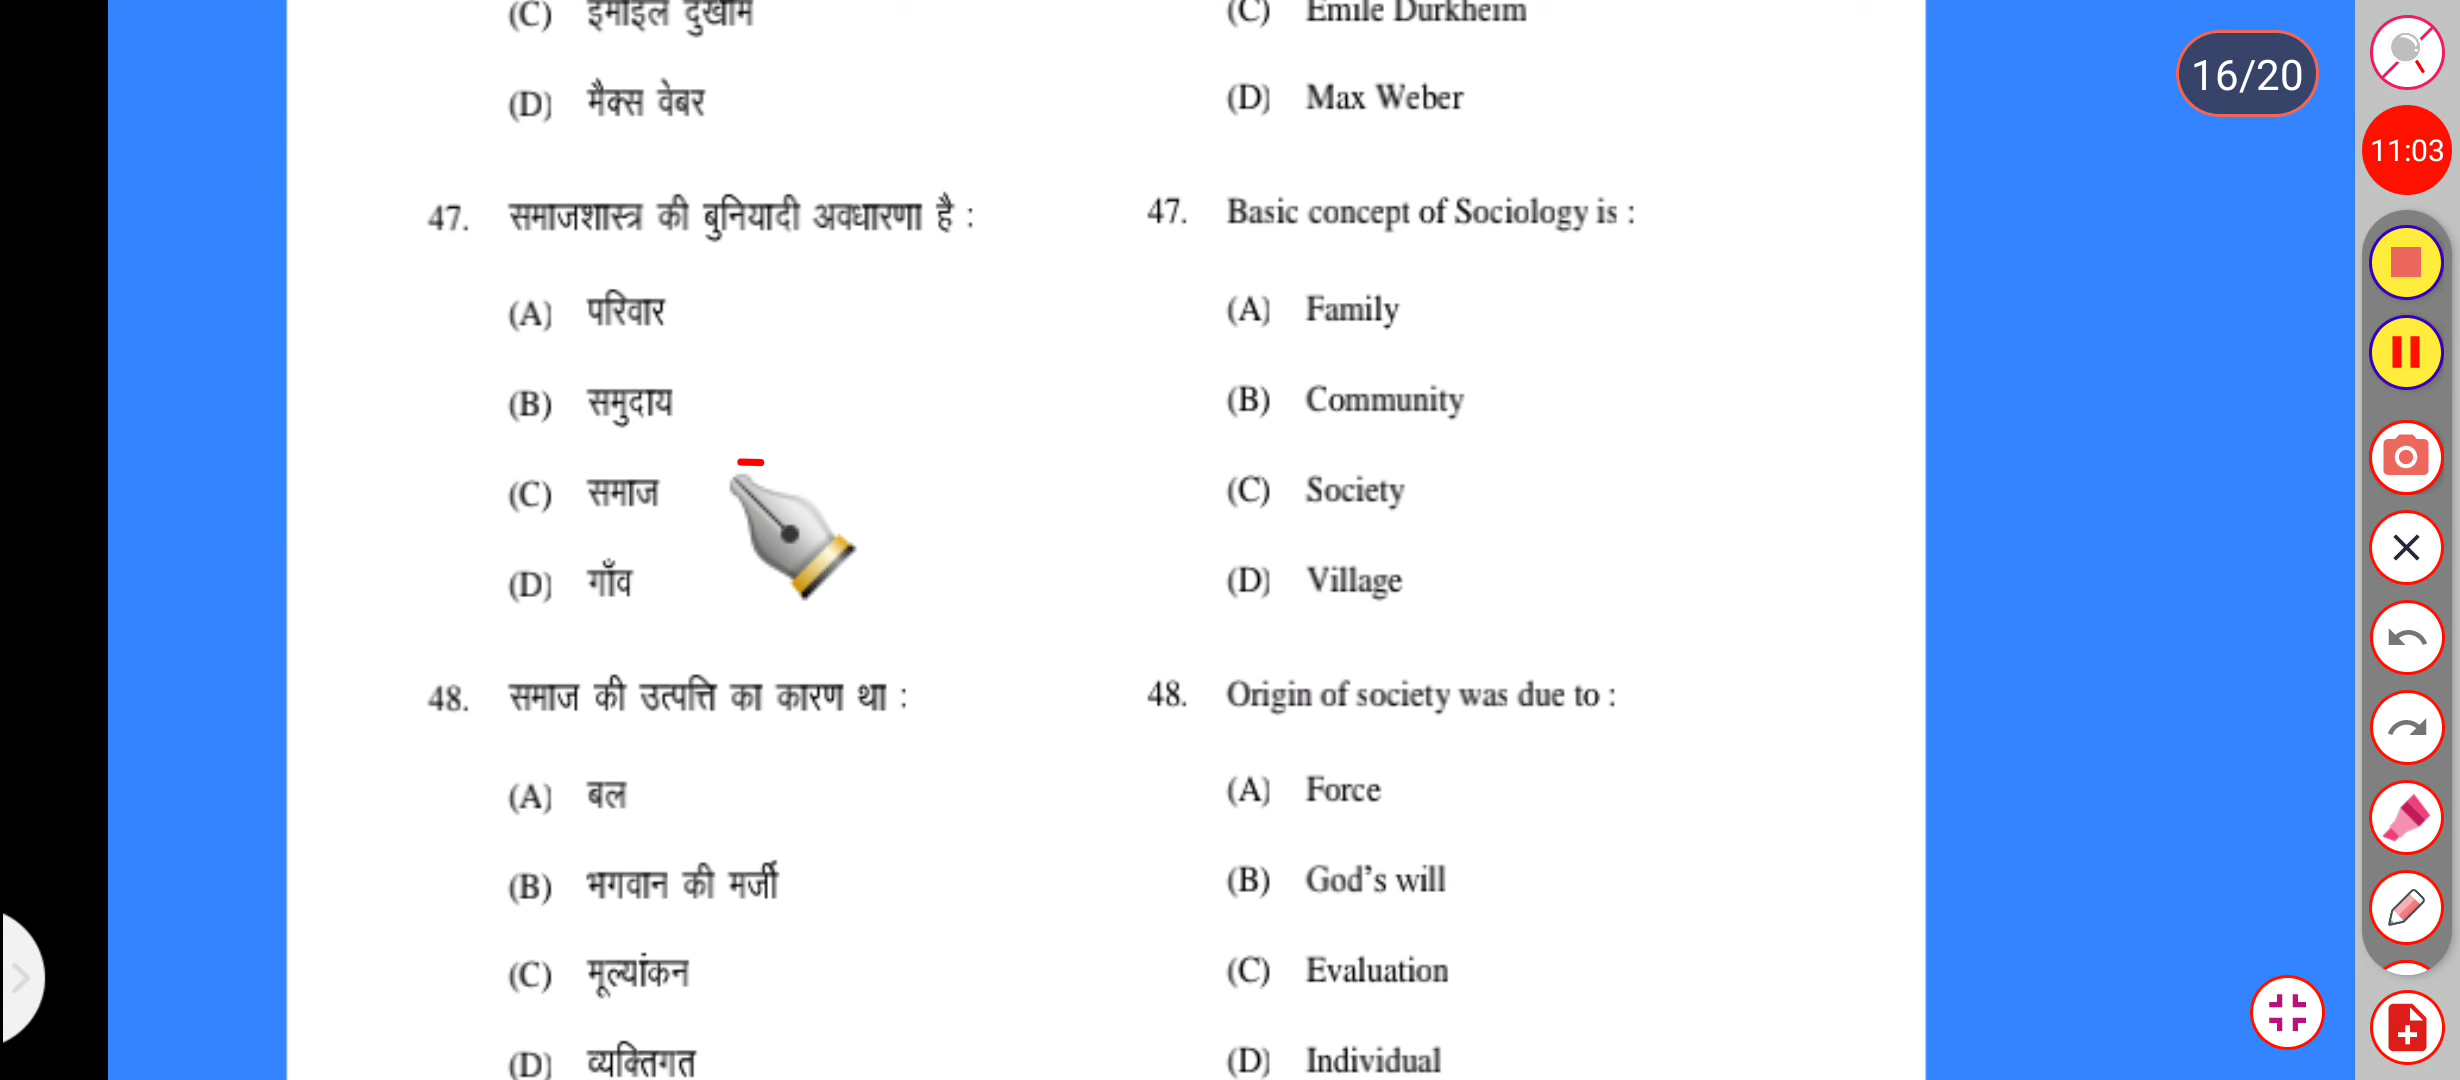 (C) इमाइल दुर्खीम
(D) मैक्स वेबर
47. समाजशास्त्र की बुनियादी अवधारणा है :
(A) परिवार
(B) समुदाय
(C) समाज
(D) गाँव
48. समाज की उत्पत्ति का कारण था :
(A) बल
(B) भगवान की मर्जी
(C) मूल्यांकन
(D) व्यक्तिगत
(C) Emile Durkheim
(D) Max Weber
47. Basic concept of Sociology is :
(A) Family
(B) Community
(C) Society
(D) Village
48. Origin of society was due to :
(A) Force
(B) God’s will
(C) Evaluation
(D) Individual
16/20
11:03